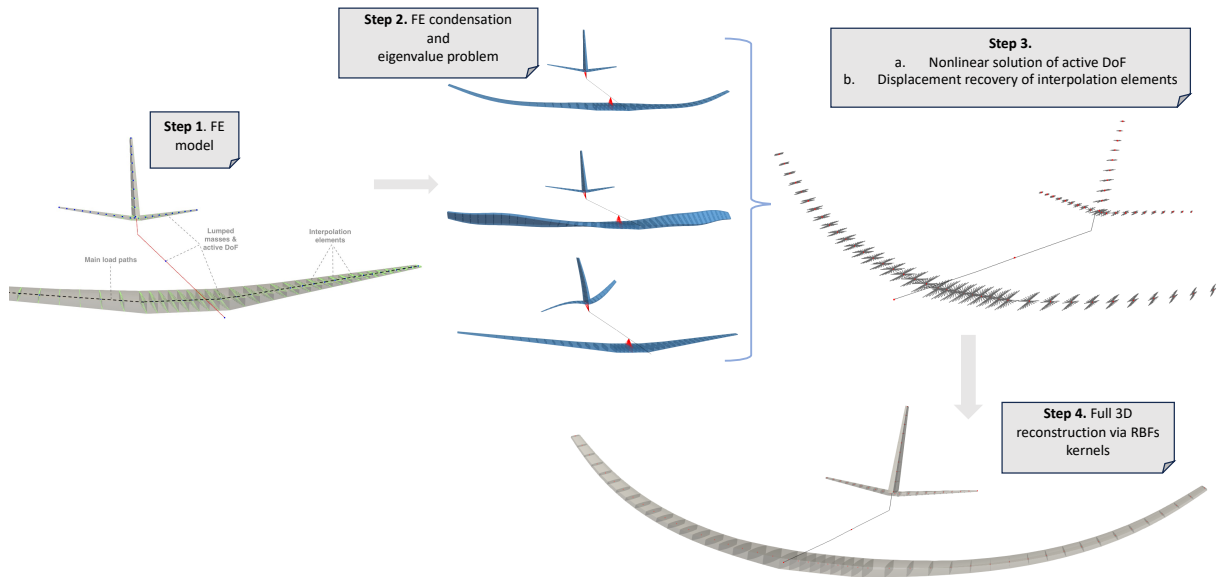 Step 1. FE
model
Lumped masses &
active DoF
Interpolation
elements
Main load paths
Step 2. FE condensation
and
eigenvalue problem
Step 3.
a. Nonlinear solution of active DoF
b. Displacement recovery of interpolation elements
Step 4. Full 3D
reconstruction via RBFs
kernels